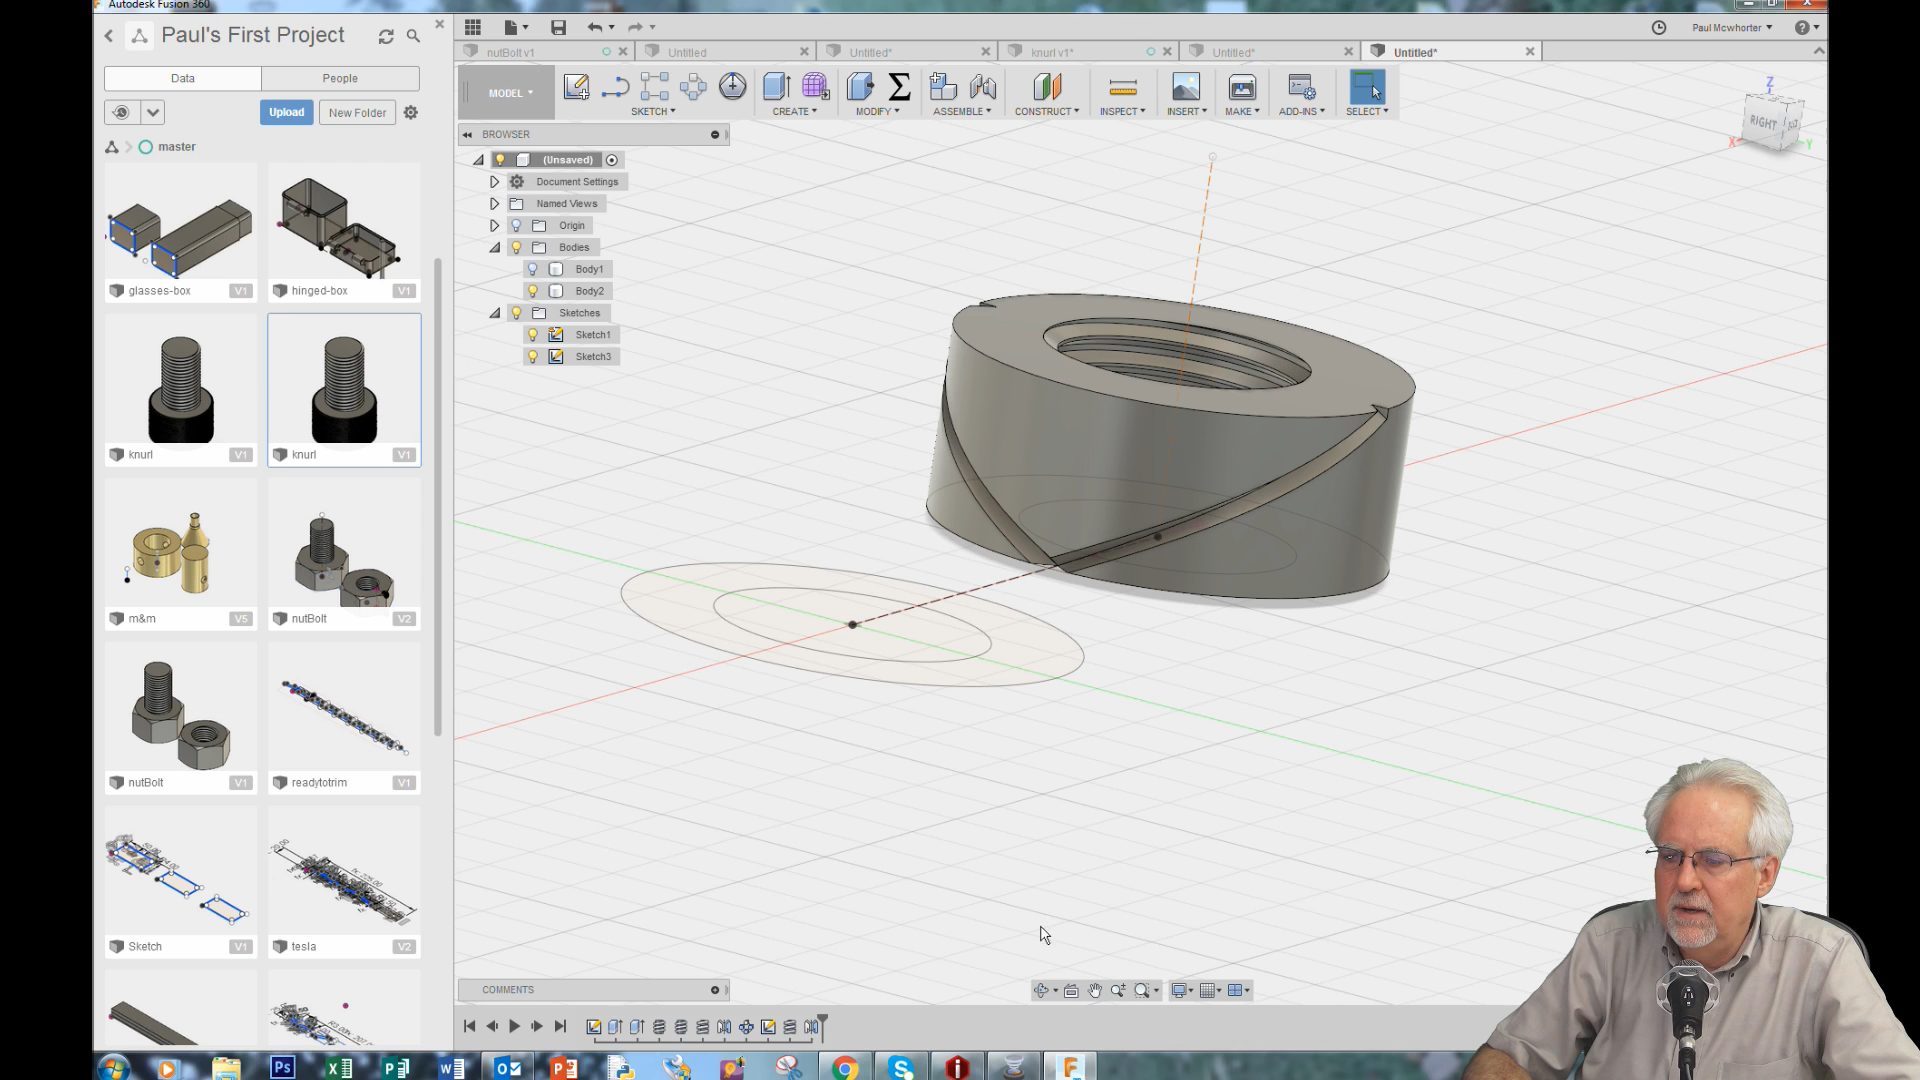 Autodesk Fusion 360
Paul's First Project
Data
People
Upload
New Folder
master
glasses-box
V1
hinged-box
V1
knurl
V1
knurl
V1
m&m
V5
nutBolt
V2
nutBolt
V1
readytotrim
V1
Sketch
V1
tesla
V2
nutBolt v1
Untitled
Untitled*
knurl v1*
Untitled*
Untitled*
Paul Mcwhorter
MODEL
SKETCH
CREATE
MODIFY
ASSEMBLE
CONSTRUCT
INSPECT
INSERT
MAKE
ADD-INS
SELECT
BROWSER
(Unsaved)
Document Settings
Named Views
Origin
Bodies
Body1
Body2
Sketches
Sketch1
Sketch3
Z
RIGHT
X
Y
COMMENTS
Ps